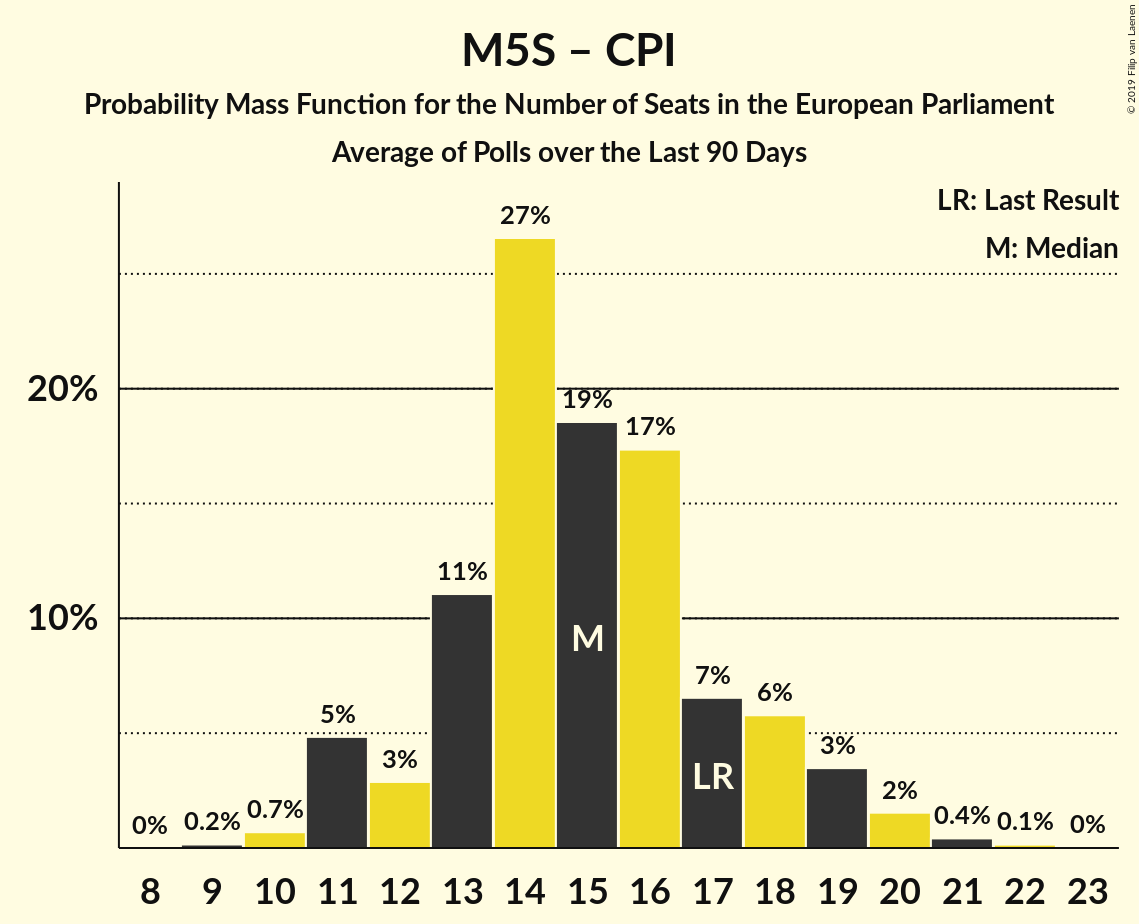 M5S – CPI
Probability Mass Function for the Number of Seats in the European Parliament
Average of Polls over the Last 90 Days
© 2019 Filip van Laenen
LR: Last Result
M: Median
27%
20%
19%
17%
11%
10%
M
7%
6%
5%
3%
3%
LR
2%
0.7%
0.4%
0.2%
0.1%
0%
0%
8 9 10 11 12 13 14 15 16 17 18 19 20 21 22 23